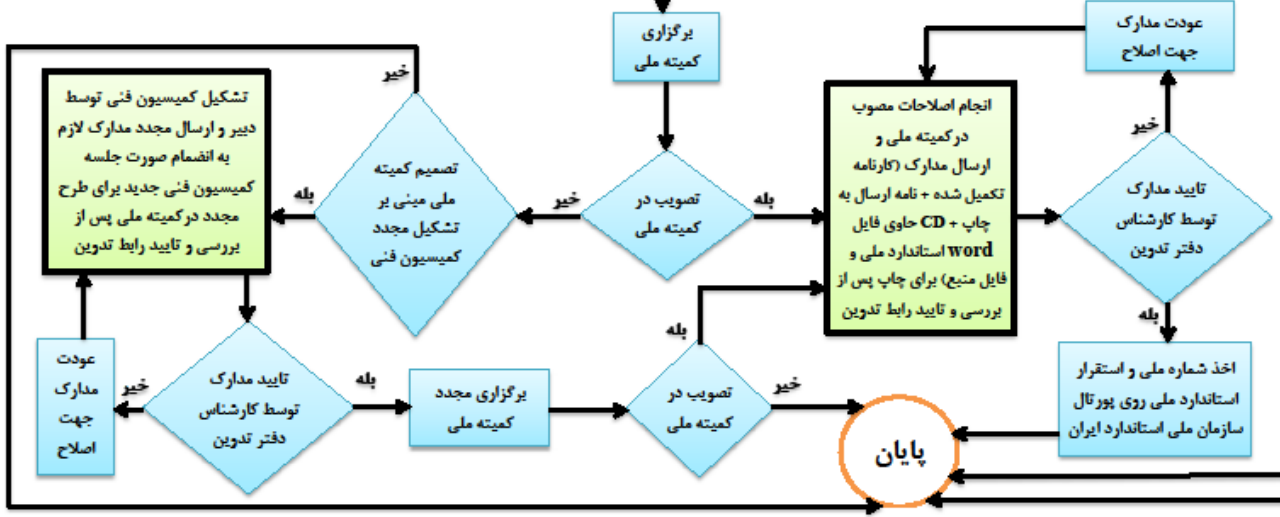 برگزاری
کمیته ملی
عودت مدارک
جهت اصلاح
خیر
تشکیل کمیسیون فنی توسط
دبیر و ارسال مجدد مدارک لازم
به انضمام صورت جلسه
کمیسیون فنی جدید برای طرح
مجدد در کمیته ملی پس از
بررسی و تایید رابط تدوین
بله
تصمیم کمیته
ملی مبنی بر
تشکیل مجدد
کمیسیون فنی
خیر
تصویب در
کمیته ملی
بله
انجام اصلاحات مصوب
در کمیته ملی و
ارسال مدارک (کارنامه
تکمیل شده + نامه ارسال به
چاپ + CD حاوی فایل
word استاندارد ملی و
فایل منبع) برای چاپ پس از
بررسی و تایید رابط تدوین
خیر
تایید مدارک
توسط کارشناس
دفتر تدوین
بله
اخذ شماره ملی و استقرار
استاندارد ملی روی پورتال
سازمان ملی استاندارد ایران
عودت
مدارک
جهت
اصلاح
خیر
تایید مدارک
توسط کارشناس
دفتر تدوین
بله
برگزاری مجدد
کمیته ملی
بله
تصویب در
کمیته ملی
خیر
پایان